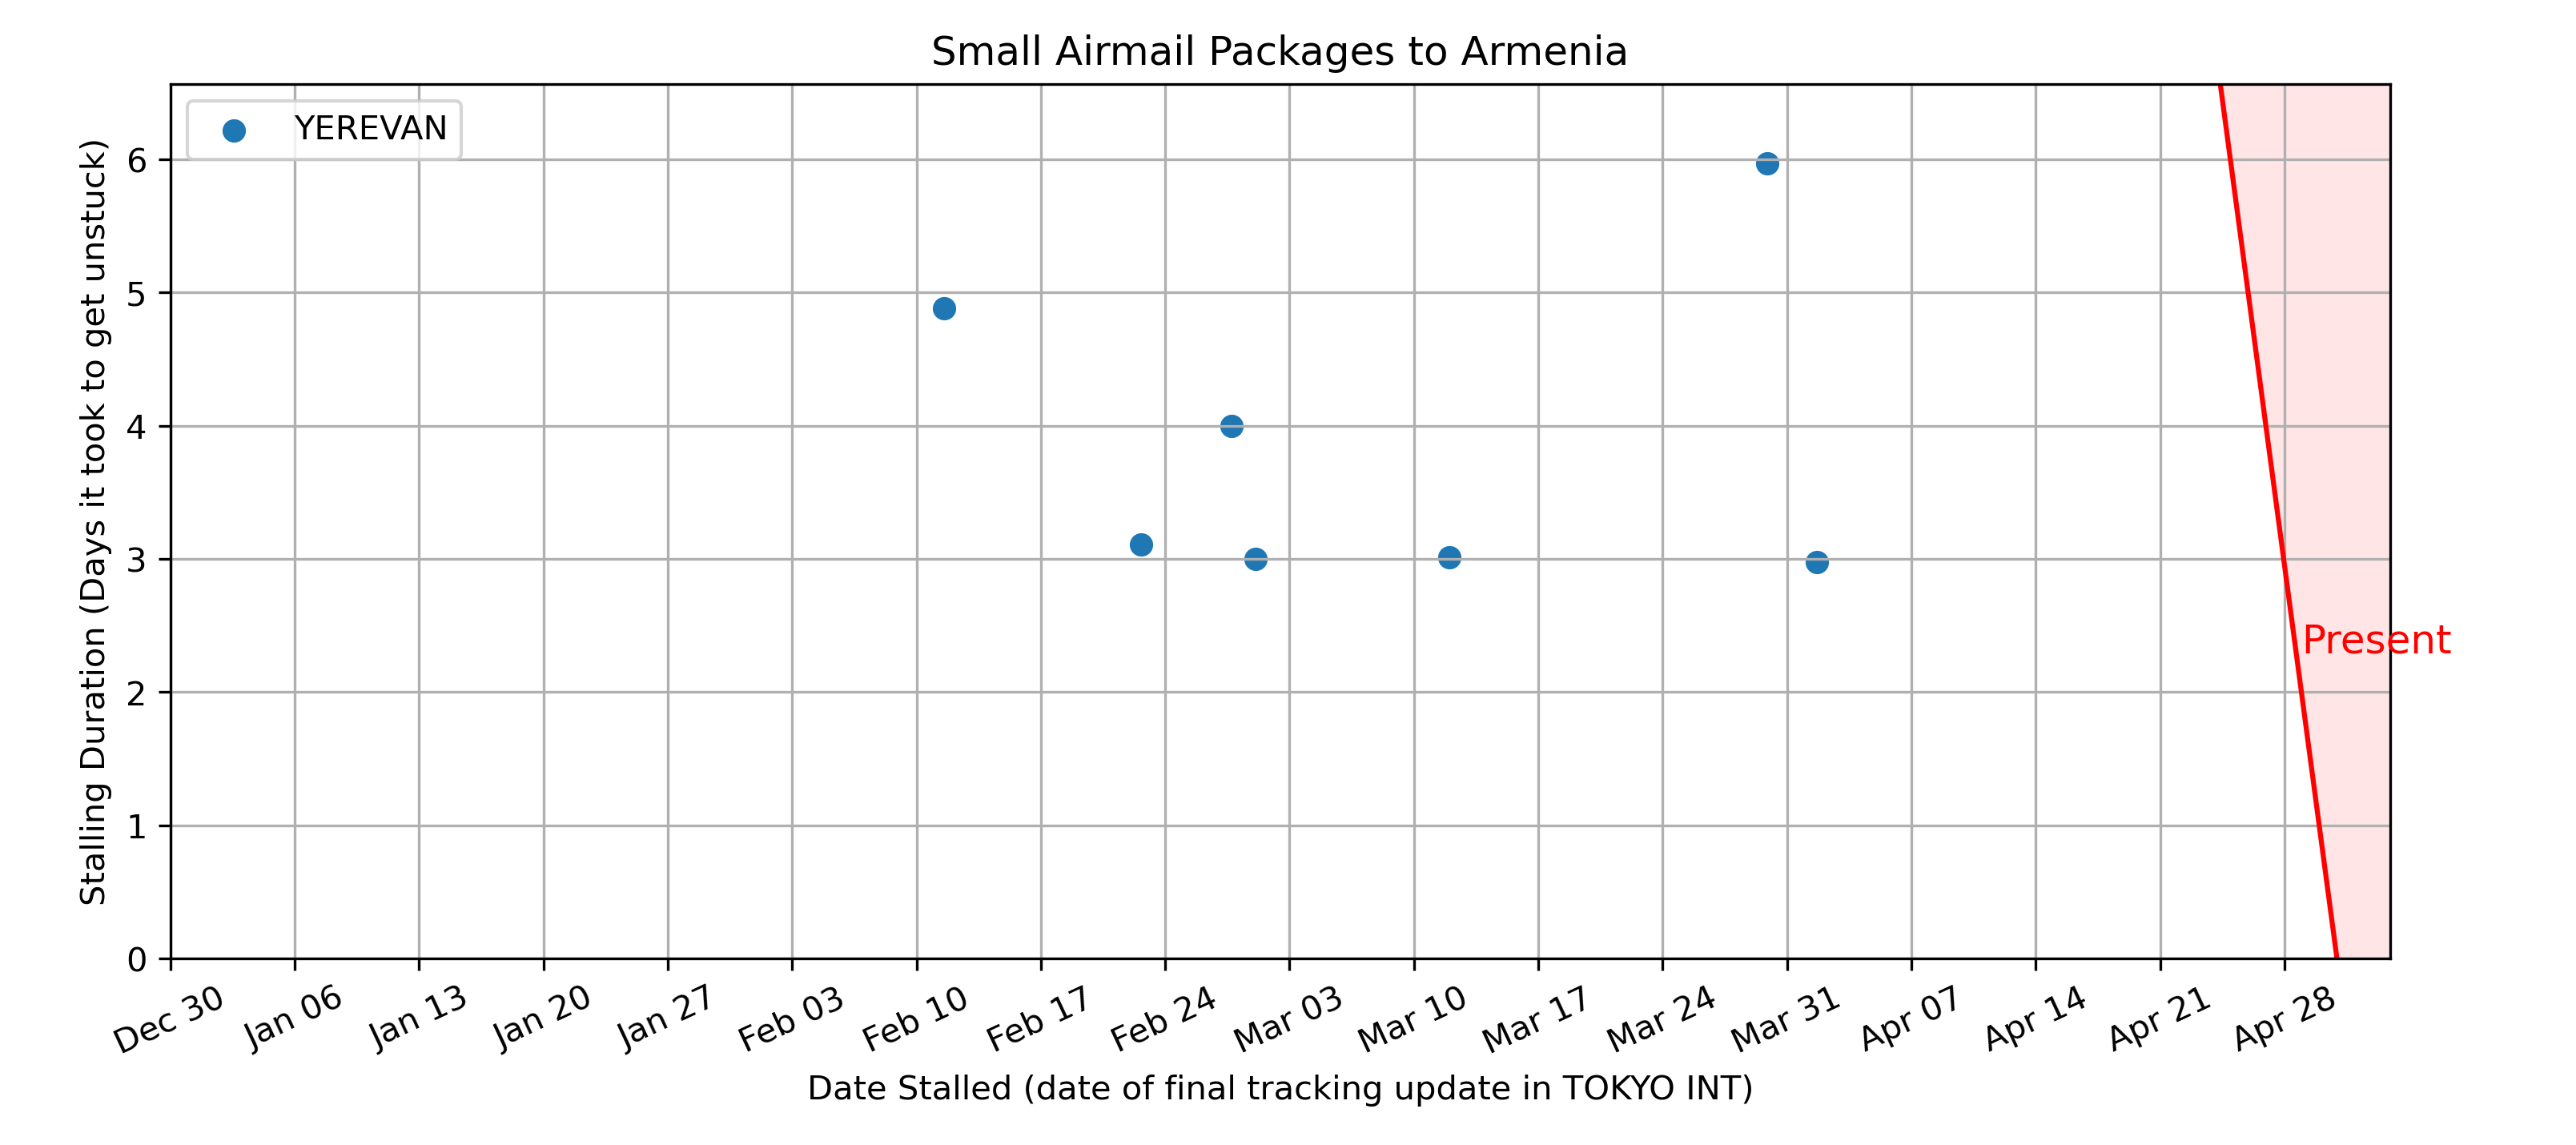 Small Airmail Packages to Armenia
YEREVAN
Stalling Duration (Days it took to get unstuck)
6
5
4
3
2
1
0
Present
Dec 30 Jan 06 Jan 13 Jan 20 Jan 27 Feb 03 Feb 10 Feb 17 Feb 24 Mar 03 Mar 10 Mar 17 Mar 24 Mar 31 Apr 07 Apr 14 Apr 21 Apr 28
Date Stalled (date of final tracking update in TOKYO INT)